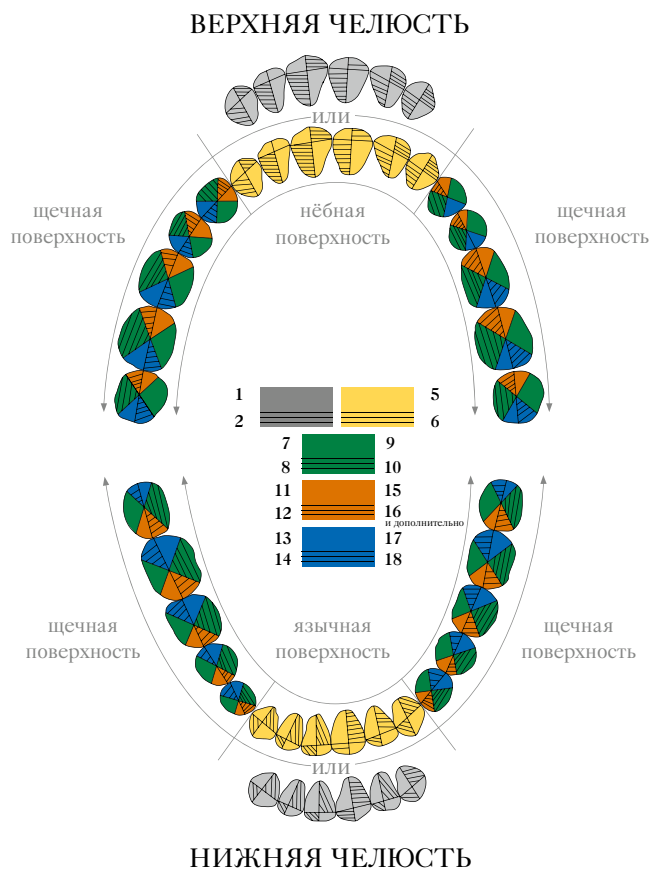 ВЕРХНЯЯ ЧЕЛЮСТЬ
ИЛИ
щечная
поверхность
нёбная
поверхность
щечная
поверхность
1
5
2
6
7
9
8
10
11
15
12
16
и дополнительно
13
17
14
18
щечная
поверхность
язычная
поверхность
щечная
поверхность
ИЛИ
НИЖНЯЯ ЧЕЛЮСТЬ